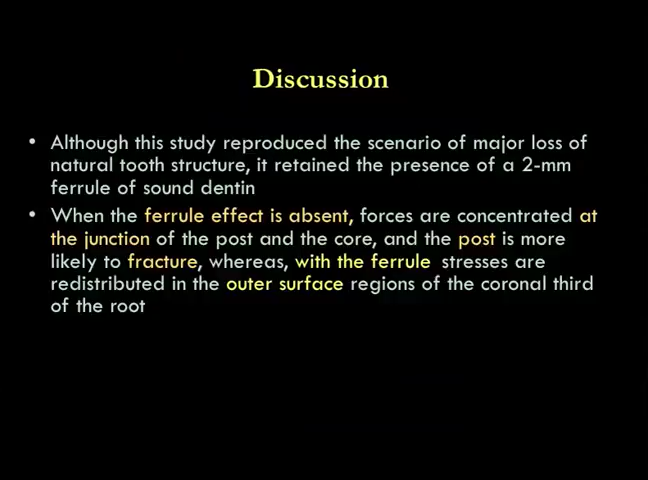 Discussion
• Although this study reproduced the scenario of major loss of
natural tooth structure, it retained the presence of a 2-mm
ferrule of sound dentin
• When the ferrule effect is absent, forces are concentrated at
the junction of the post and the core, and the post is more
likely to fracture, whereas, with the ferrule stresses are
redistributed in the outer surface regions of the coronal third
of the root